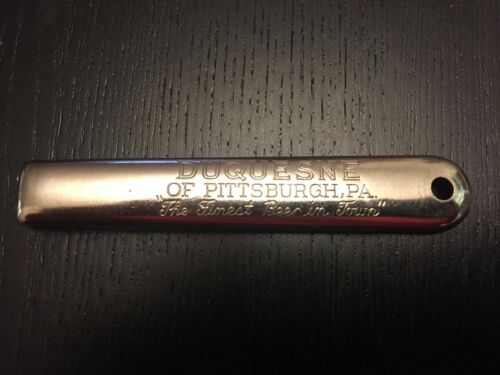 DUQUESNE
OF PITTSBURGH, PA.
"The Finest Beer in Town"